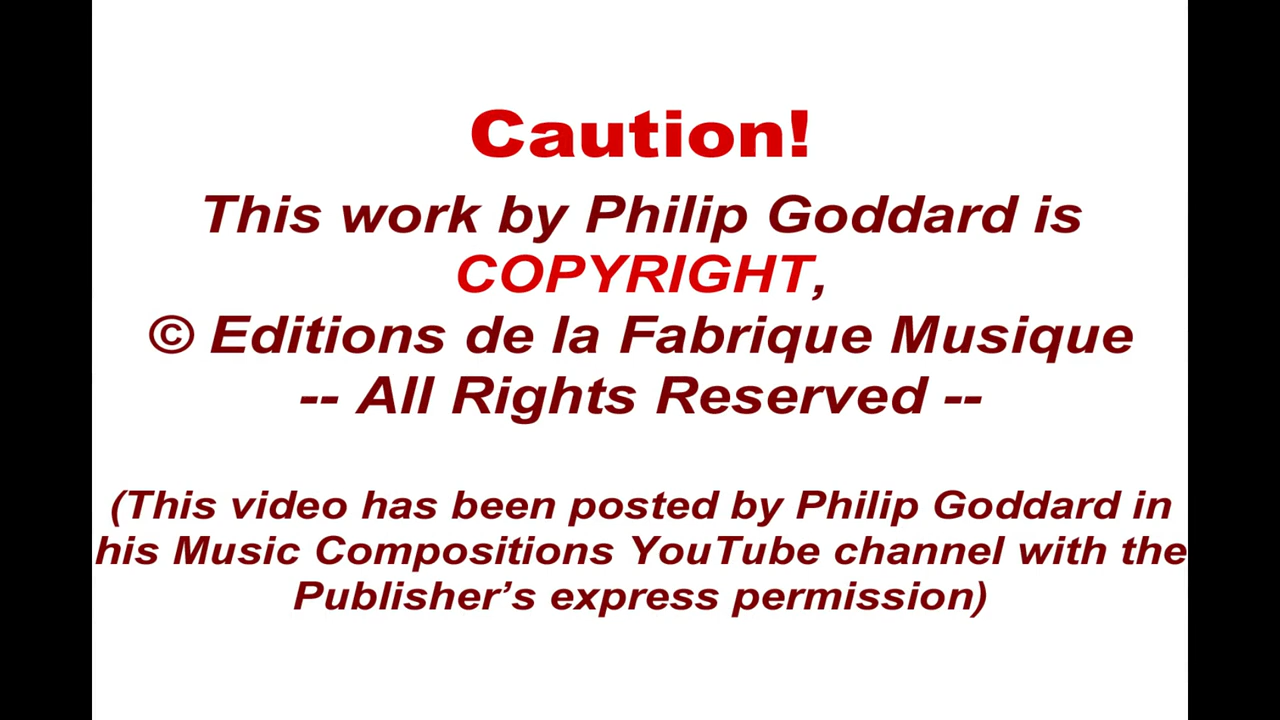 Caution!
This work by Philip Goddard is
COPYRIGHT,
© Editions de la Fabrique Musique
-- All Rights Reserved --
(This video has been posted by Philip Goddard in
his Music Compositions YouTube channel with the
Publisher’s express permission)